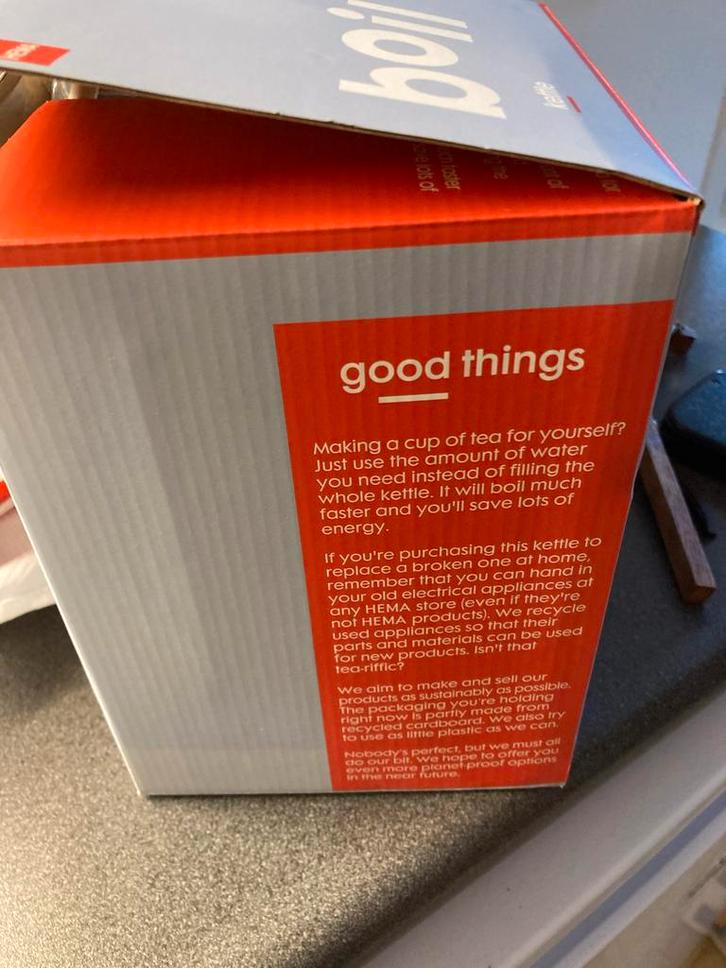 HEMA
boil
kettle
good things
Making a cup of tea for yourself?
Just use the amount of water
you need instead of filling the
whole kettle. It will boil much
faster and you'll save lots of
energy.
If you're purchasing this kettle to
replace a broken one at home,
remember that you can hand in
your old electrical appliances at
any HEMA store (even if they're
not HEMA products). We recycle
used appliances so that their
parts and materials can be used
for new products. Isn't that
tea-riffic?
We aim to make and sell our
products as sustainably as possible.
The packaging you're holding
right now is partly made from
recycled cardboard. We also try
to use as little plastic as we can.
Nobody's perfect, but we must all
do our bit. We hope to offer you
even more planet-proof options
in the near future.